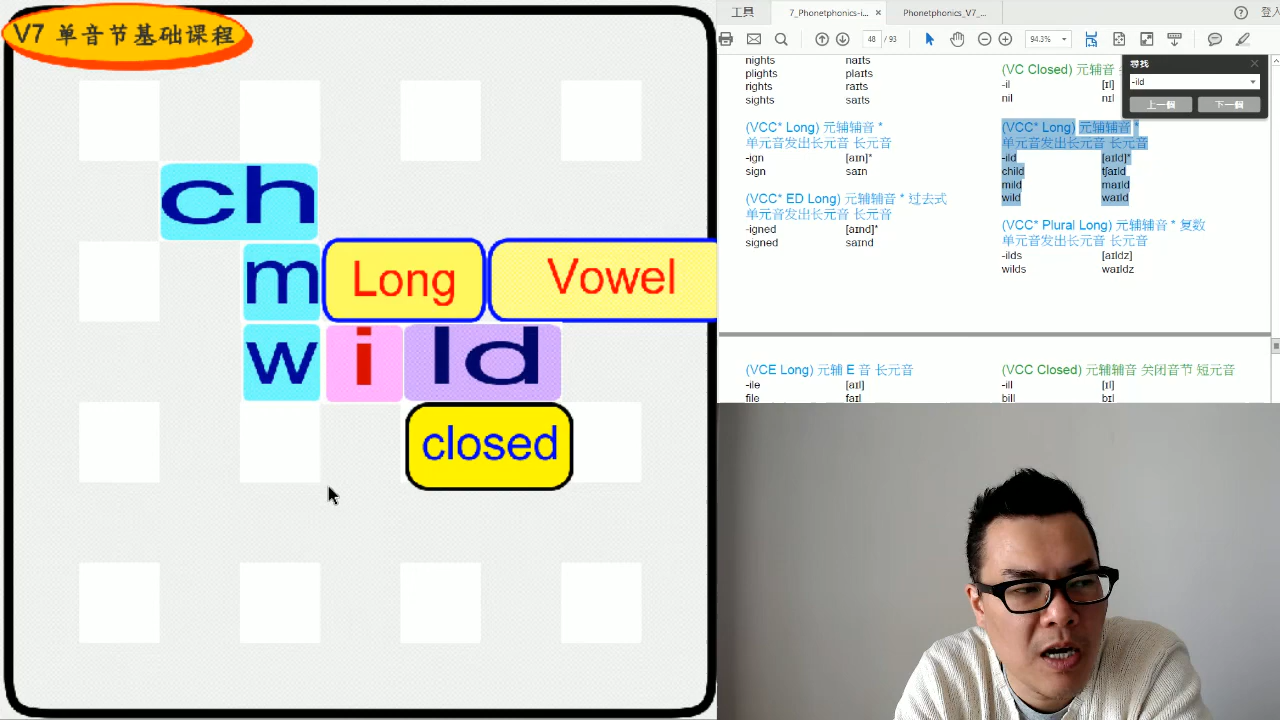 V7 单音节基础课程
ch
m Long Vowel
w i ld
closed
工具
7_Phonetphonics-i... ×
Phonetphonics_V7_...
48 / 93
94.3%
nights naɪts
plights plaɪts
rights raɪts
sights saɪts
(VCC* Long) 元辅辅音 *
单元音发出长元音 长元音
-ign [aɪn]*
sign saɪn
(VCC* ED Long) 元辅辅音 * 过去式
单元音发出长元音 长元音
-igned [aɪnd]*
signed saɪnd
(VC Closed) 元辅音
-il [ɪl]
nil nɪl
尋找
-ild
上一個 下一個
(VCC* Long) 元辅辅音 *
单元音发出长元音 长元音
-ild [aɪld]*
child tʃaɪld
mild maɪld
wild waɪld
(VCC* Plural Long) 元辅辅音 * 复数
单元音发出长元音 长元音
-ilds [aɪldz]
wilds waɪldz
(VCE Long) 元辅 E 音 长元音
-ile [aɪl]
file faɪl
(VCC Closed) 元辅辅音 关闭音节 短元音
-ill [ɪl]
bill bɪl